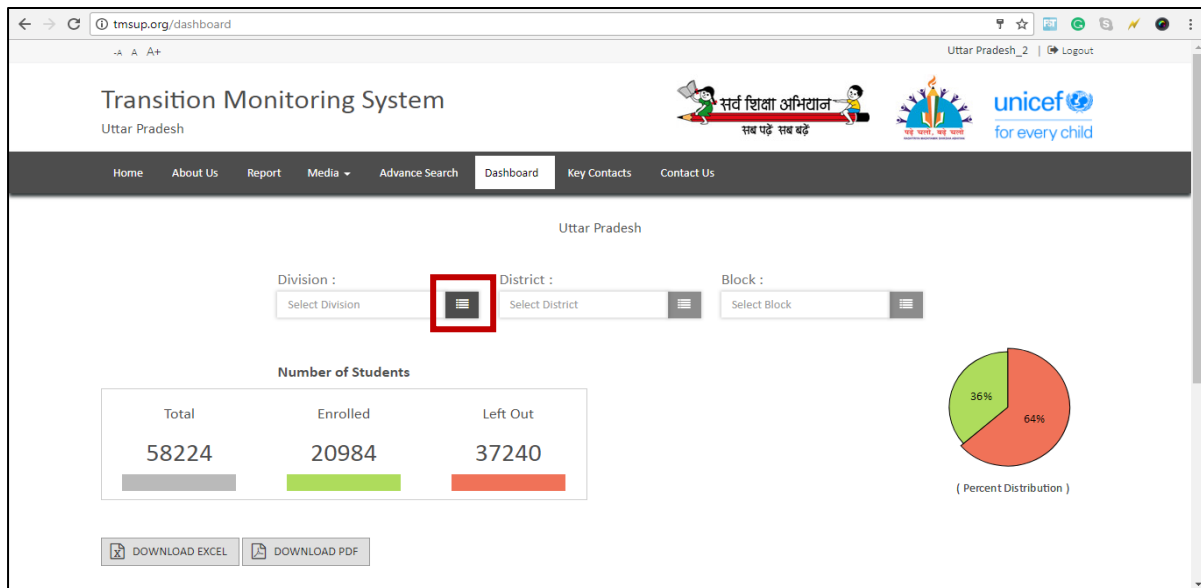 tmsup.org/dashboard
-A A A+
Uttar Pradesh_2 | Logout
Transition Monitoring System
Uttar Pradesh
सर्व शिक्षा अभियान
सब पढ़ें सब बढ़ें
unicef
for every child
Home About Us Report Media Advance Search Dashboard Key Contacts Contact Us
Uttar Pradesh
Division : District : Block :
Select Division Select District Select Block
Number of Students
Total Enrolled Left Out
58224 20984 37240
36%
64%
( Percent Distribution )
DOWNLOAD EXCEL DOWNLOAD PDF